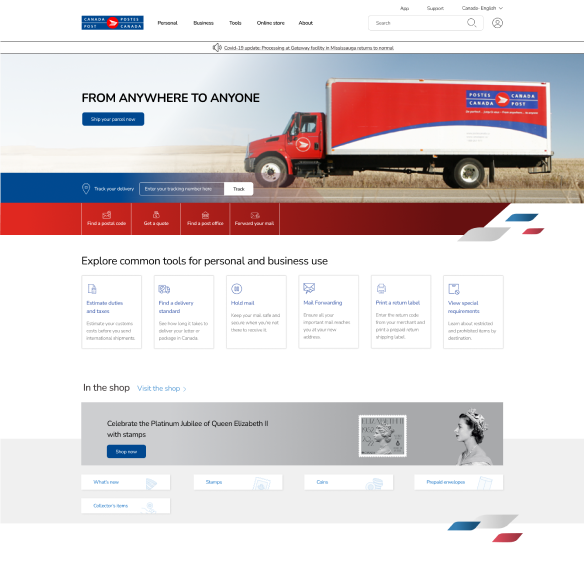 App
Support
Canada- English
CANADA POSTES
POST CANADA
Personal
Business
Tools
Online store
About
Search
Covid-19 update: Processing at Gateway facility in Mississauga returns to normal
FROM ANYWHERE TO ANYONE
Ship your parcel now
POSTES CANADA
CANADA POST
Track your delivery
Enter your tracking number here
Track
Find a postal code
Get a quote
Find a post office
Forward your mail
Explore common tools for personal and business use
Estimate duties
and taxes
Estimate your customs
costs before you send
international shipments.
Find a delivery
standard
See how long it takes to
deliver your letter or
package in Canada.
Hold mail
Keep your mail safe and
secure when you're not
there to receive it.
Mail Forwarding
Ensure all your
important mail reaches
you at your new
address.
Print a return label
Enter the return code
from your merchant and
print a prepaid return
shipping label.
View special
requirements
Learn about restricted
and prohibited items by
destination.
In the shop
Visit the shop
Celebrate the Platinum Jubilee of Queen Elizabeth II
with stamps
Shop now
ELIZABETH II
What's new
Stamps
Coins
Prepaid envelopes
Collector's items